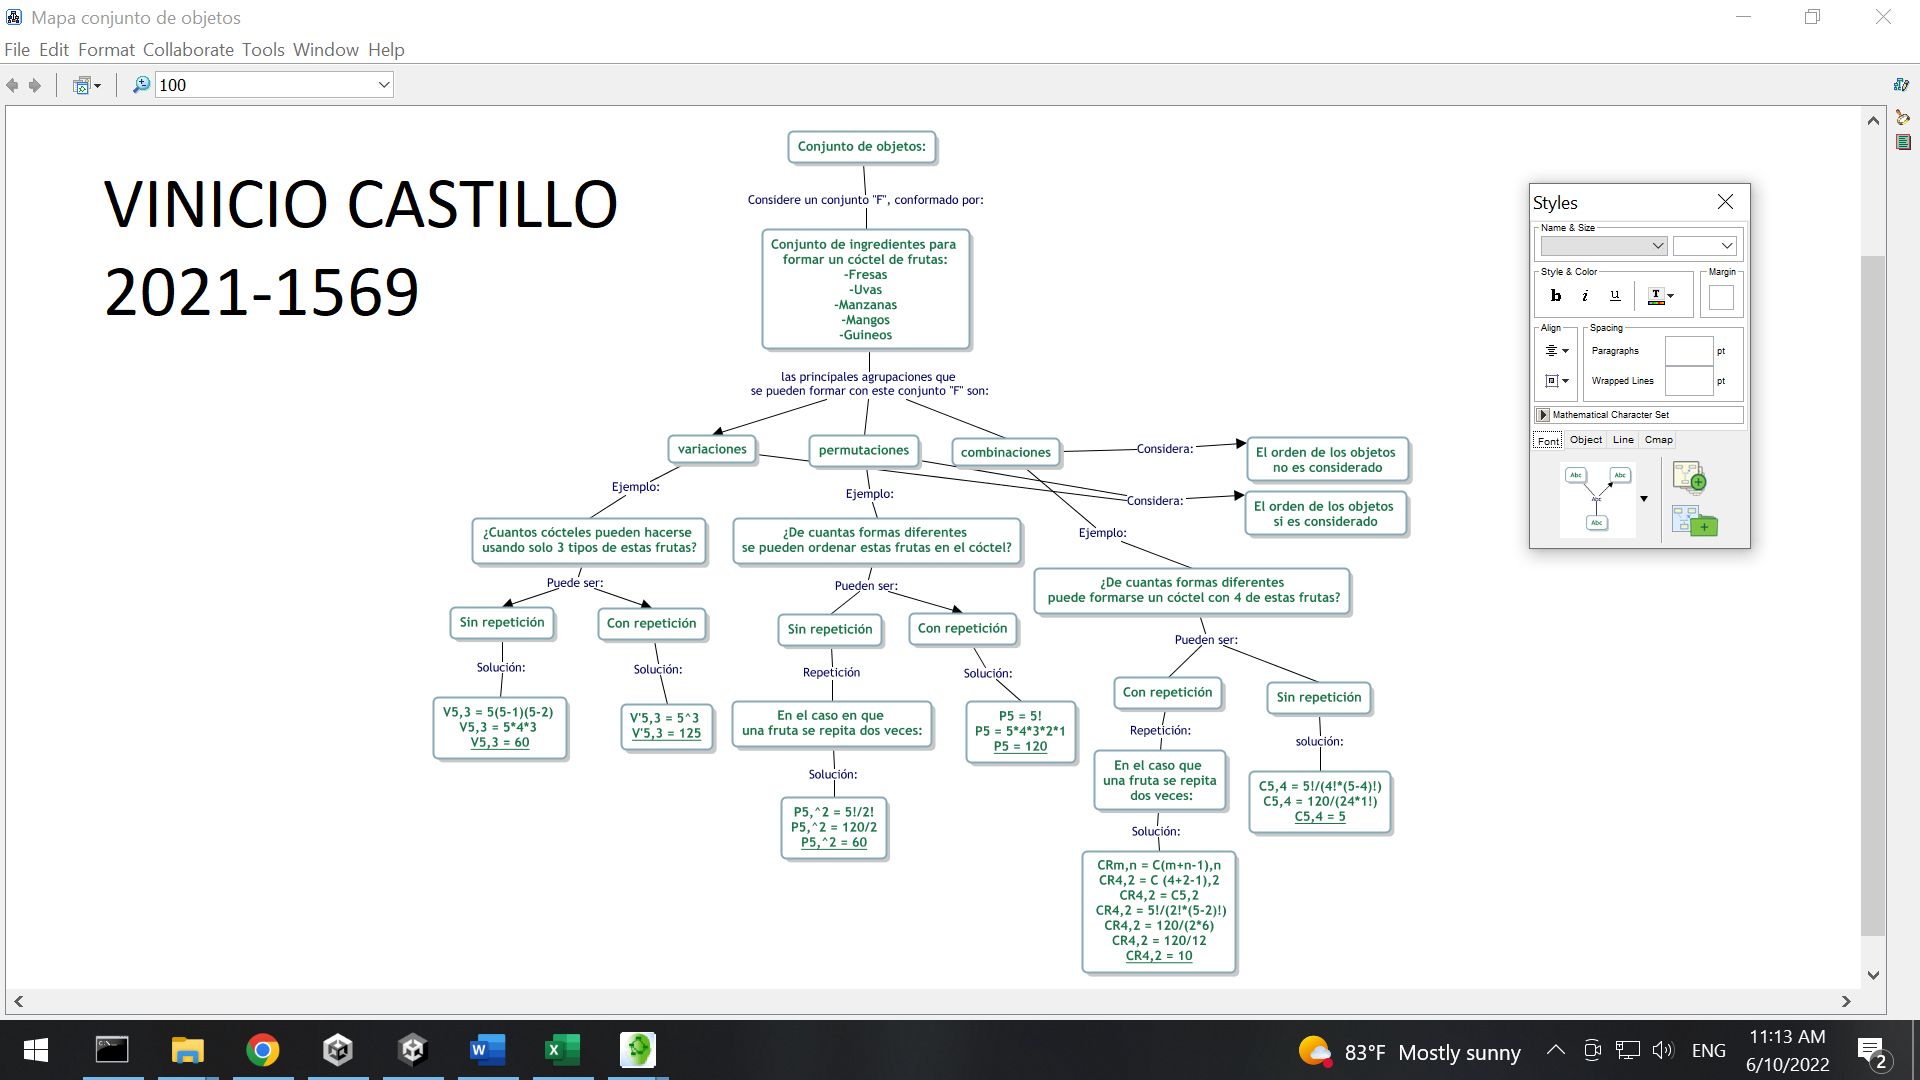 Mapa conjunto de objetos
File Edit Format Collaborate Tools Window Help
100
VINICIO CASTILLO
2021-1569
Conjunto de objetos:
Considere un conjunto "F", conformado por:
Conjunto de ingredientes para
formar un cóctel de frutas:
-Fresas
-Uvas
-Manzanas
-Mangos
-Guineos
las principales agrupaciones que
se pueden formar con este conjunto "F" son:
variaciones
permutaciones
combinaciones
Considera:
El orden de los objetos
no es considerado
Considera:
El orden de los objetos
si es considerado
Ejemplo:
¿Cuantos cócteles pueden hacerse
usando solo 3 tipos de estas frutas?
Puede ser:
Sin repetición
Solución:
V5,3 = 5(5-1)(5-2)
V5,3 = 5*4*3
V5,3 = 60
Con repetición
Solución:
V'5,3 = 5^3
V'5,3 = 125
Ejemplo:
¿De cuantas formas diferentes
se pueden ordenar estas frutas en el cóctel?
Pueden ser:
Sin repetición
Repetición
En el caso en que
una fruta se repita dos veces:
Solución:
P5,^2 = 5!/2!
P5,^2 = 120/2
P5,^2 = 60
Con repetición
Solución:
P5 = 5!
P5 = 5*4*3*2*1
P5 = 120
Ejemplo:
¿De cuantas formas diferentes
puede formarse un cóctel con 4 de estas frutas?
Pueden ser:
Con repetición
Repetición:
En el caso que
una fruta se repita
dos veces:
Solución:
CRm,n = C(m+n-1),n
CR4,2 = C (4+2-1),2
CR4,2 = C5,2
CR4,2 = 5!/(2!*(5-2)!)
CR4,2 = 120/(2*6)
CR4,2 = 120/12
CR4,2 = 10
Sin repetición
solución:
C5,4 = 5!/(4!*(5-4)!)
C5,4 = 120/(24*1!)
C5,4 = 5
Styles
Name & Size
Style & Color
Margin
b i u T
Align
Spacing
Paragraphs pt
Wrapped Lines pt
Mathematical Character Set
Font Object Line Cmap
Abc Abc
Abc
Abc
83°F Mostly sunny
ENG
11:13 AM
6/10/2022
2